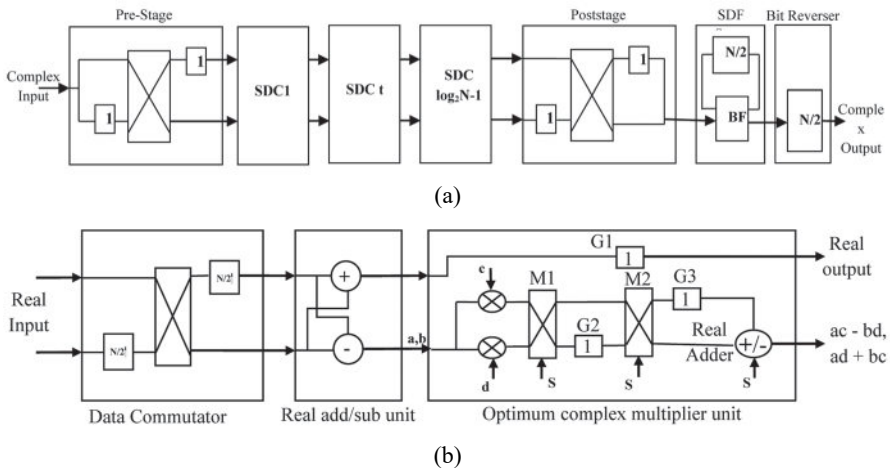 Pre-Stage
Poststage
SDF
Bit Reverser
Complex
Input
1
1
SDC1
SDC t
SDC
log₂N-1
1
1
N/2
BF
N/2
Comple
x
Output
(a)
Real
Input
N/2ᵗ
N/2ᵗ
Data Commutator
+
-
a,b
Real add/sub unit
c
d
M1
S
G1
1
G2
1
M2
S
G3
1
Real
Adder
+/-
S
Optimum complex multiplier unit
Real
output
ac - bd,
ad + bc
(b)